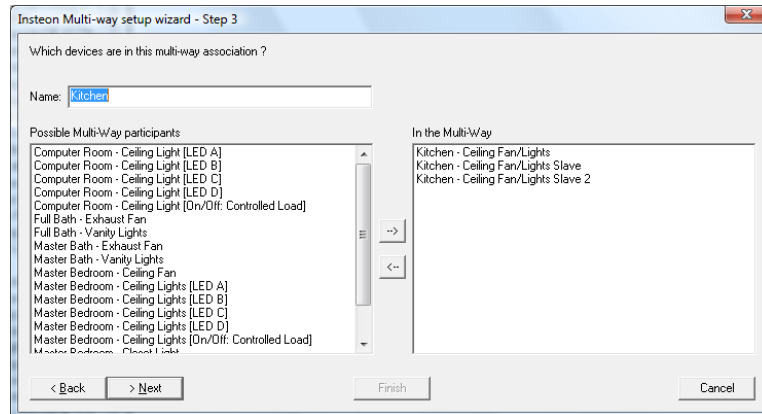 Insteon Multi-way setup wizard - Step 3
Which devices are in this multi-way association ?
Name: Kitchen
Possible Multi-Way participants
Computer Room - Ceiling Light [LED A]
Computer Room - Ceiling Light [LED B]
Computer Room - Ceiling Light [LED C]
Computer Room - Ceiling Light [LED D]
Computer Room - Ceiling Light [On/Off: Controlled Load]
Full Bath - Exhaust Fan
Full Bath - Vanity Lights
Master Bath - Exhaust Fan
Master Bath - Vanity Lights
Master Bedroom - Ceiling Fan
Master Bedroom - Ceiling Lights [LED A]
Master Bedroom - Ceiling Lights [LED B]
Master Bedroom - Ceiling Lights [LED C]
Master Bedroom - Ceiling Lights [LED D]
Master Bedroom - Ceiling Lights [On/Off: Controlled Load]
Master Bedroom - Closet Light
-->
<--
In the Multi-Way
Kitchen - Ceiling Fan/Lights
Kitchen - Ceiling Fan/Lights Slave
Kitchen - Ceiling Fan/Lights Slave 2
< Back
> Next
Finish
Cancel